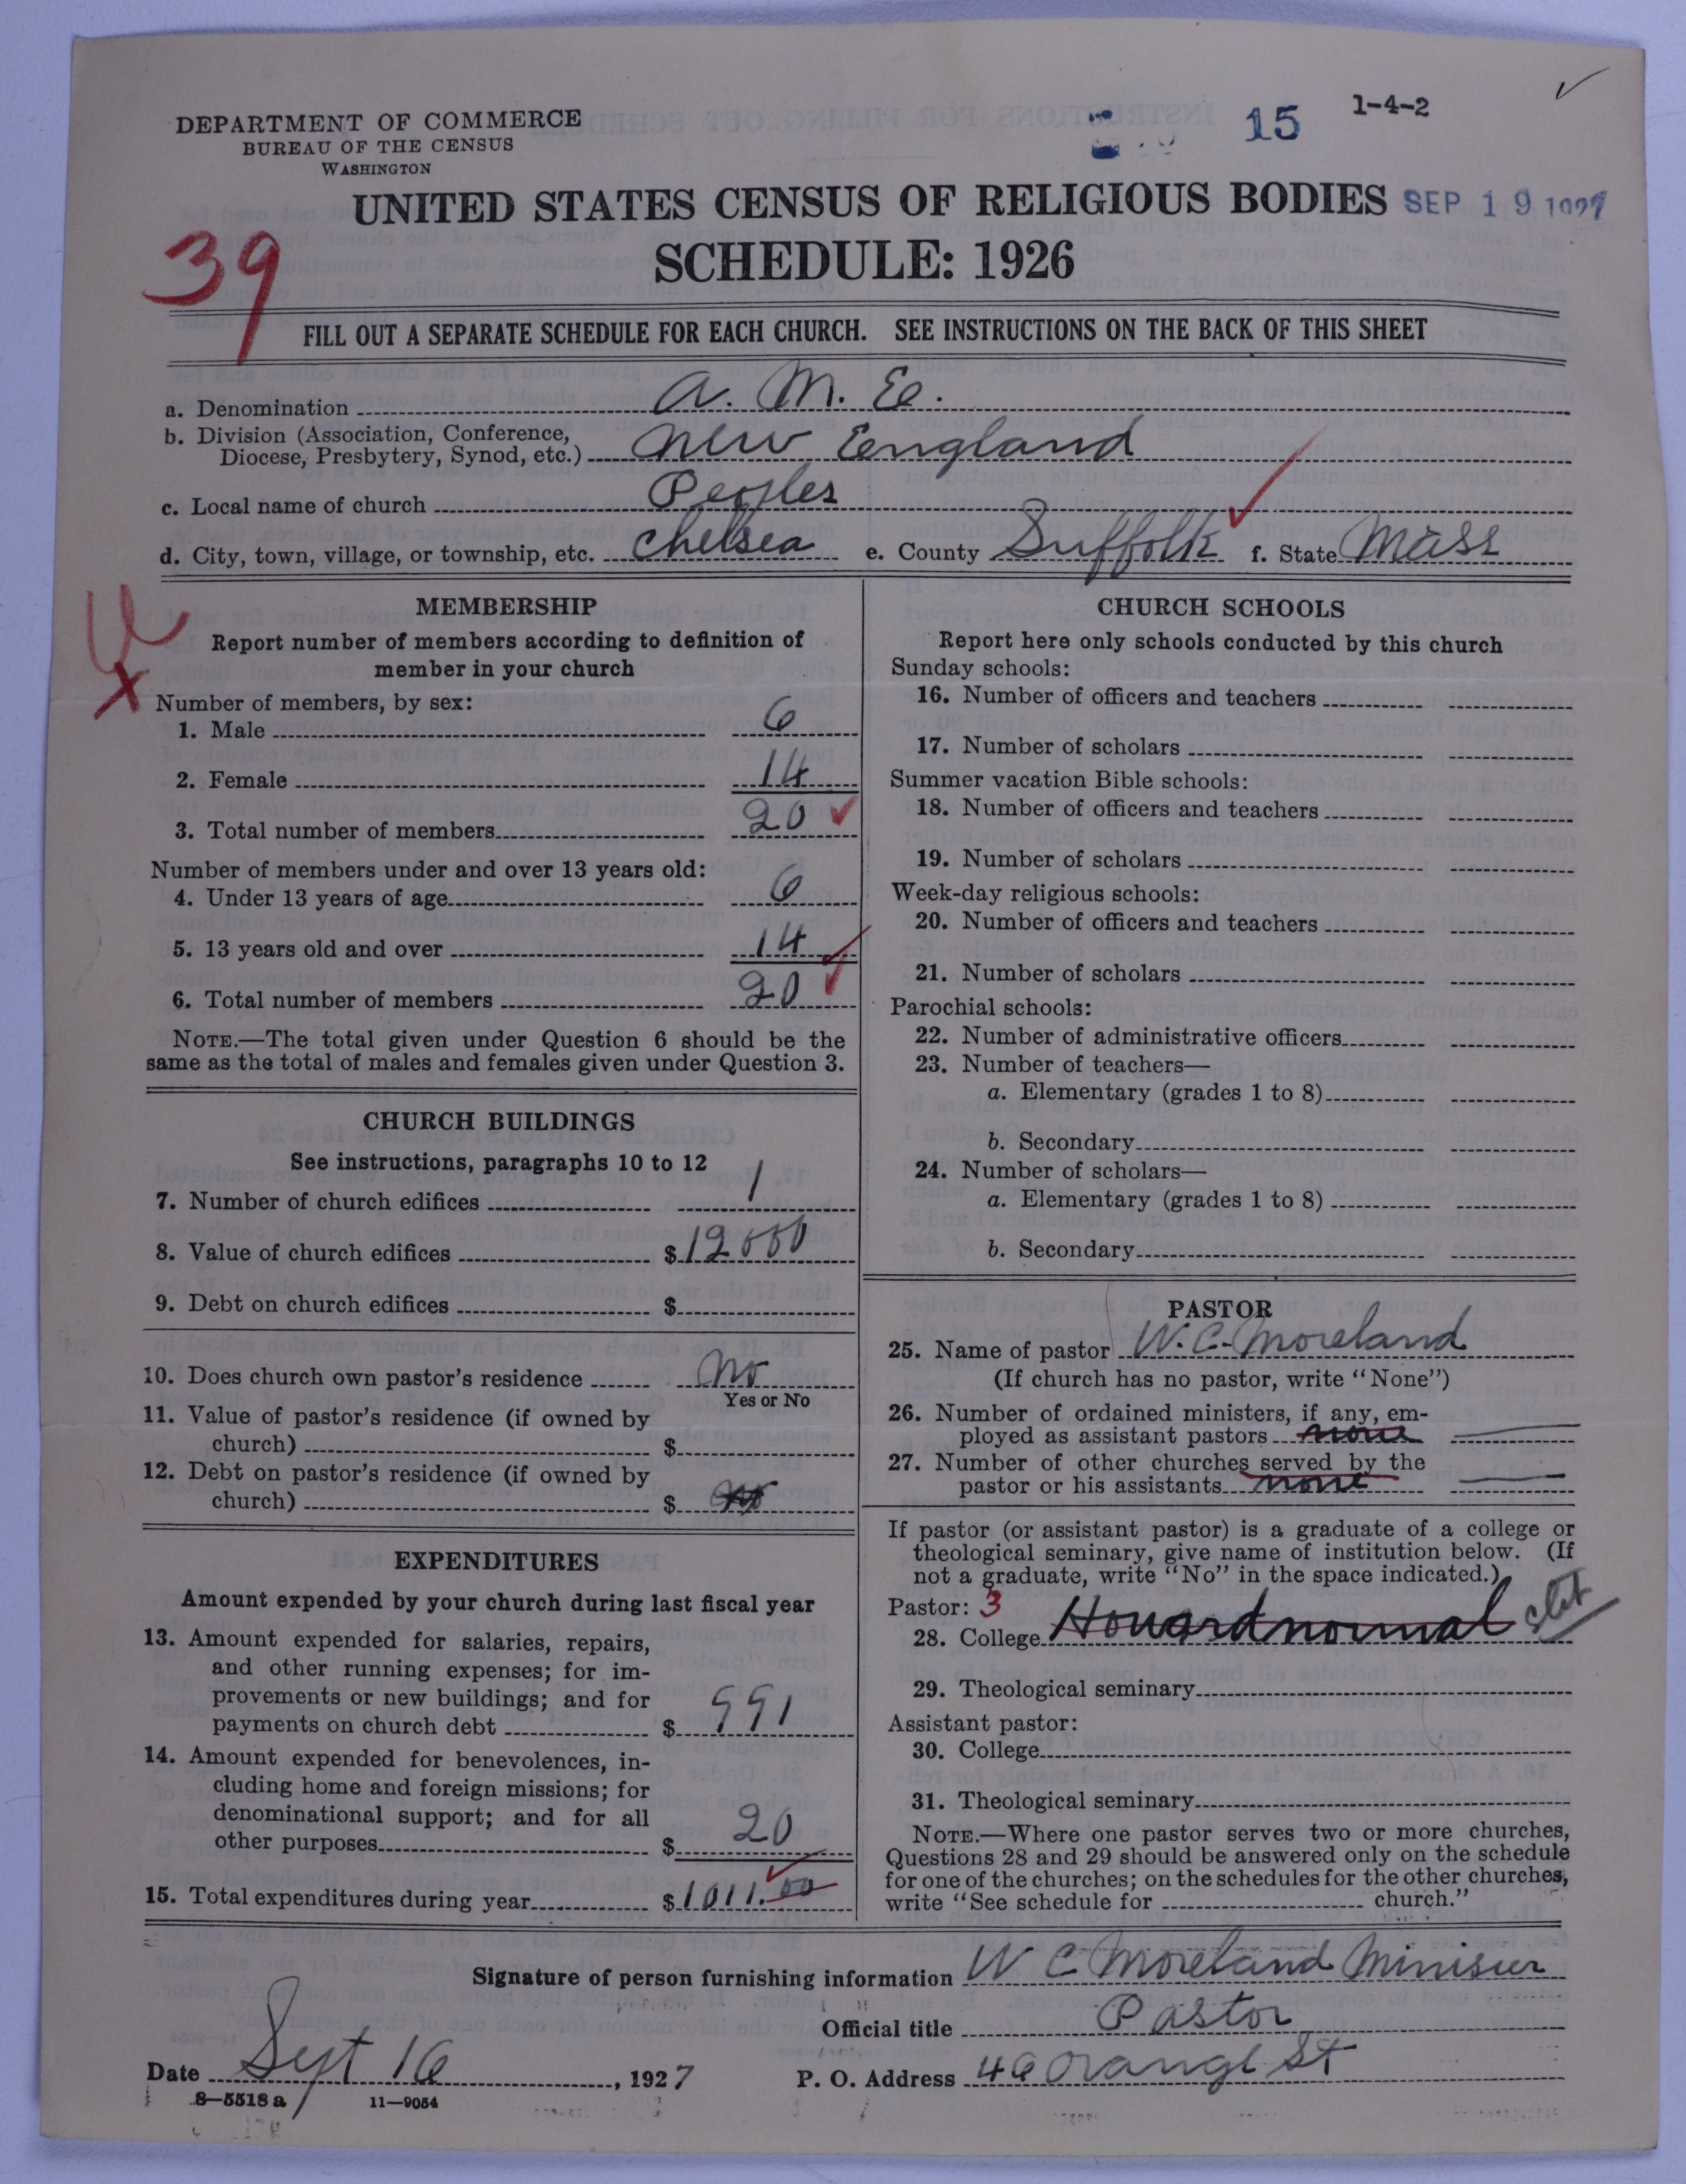 DEPARTMENT OF COMMERCE
BUREAU OF THE CENSUS
WASHINGTON
15
1-4-2
UNITED STATES CENSUS OF RELIGIOUS BODIES
SEP 19 1927
SCHEDULE: 1926
39
FILL OUT A SEPARATE SCHEDULE FOR EACH CHURCH. SEE INSTRUCTIONS ON THE BACK OF THIS SHEET
a. Denomination A. M. E.
b. Division (Association, Conference,
Diocese, Presbytery, Synod, etc.) New England
c. Local name of church Peoples
d. City, town, village, or township, etc. Chelsea e. County Suffolk f. State Mass
MEMBERSHIP
Report number of members according to definition of
member in your church
X
Number of members, by sex:
1. Male 6
2. Female 14
3. Total number of members 20
Number of members under and over 13 years old:
4. Under 13 years of age 6
5. 13 years old and over 14
6. Total number of members 20
NOTE.—The total given under Question 6 should be the
same as the total of males and females given under Question 3.
CHURCH BUILDINGS
See instructions, paragraphs 10 to 12
7. Number of church edifices 1
8. Value of church edifices $12000
9. Debt on church edifices $
10. Does church own pastor's residence No
Yes or No
11. Value of pastor's residence (if owned by
church) $
12. Debt on pastor's residence (if owned by
church) $
EXPENDITURES
Amount expended by your church during last fiscal year
13. Amount expended for salaries, repairs,
and other running expenses; for im-
provements or new buildings; and for
payments on church debt $ 991
14. Amount expended for benevolences, in-
cluding home and foreign missions; for
denominational support; and for all
other purposes $ 20
15. Total expenditures during year $1011.00
CHURCH SCHOOLS
Report here only schools conducted by this church
Sunday schools:
16. Number of officers and teachers
17. Number of scholars
Summer vacation Bible schools:
18. Number of officers and teachers
19. Number of scholars
Week-day religious schools:
20. Number of officers and teachers
21. Number of scholars
Parochial schools:
22. Number of administrative officers
23. Number of teachers—
a. Elementary (grades 1 to 8)
b. Secondary
24. Number of scholars—
a. Elementary (grades 1 to 8)
b. Secondary
PASTOR
25. Name of pastor W. C. Moreland
(If church has no pastor, write "None")
26. Number of ordained ministers, if any, em-
ployed as assistant pastors none
27. Number of other churches served by the
pastor or his assistants none
If pastor (or assistant pastor) is a graduate of a college or
theological seminary, give name of institution below. (If
not a graduate, write "No" in the space indicated.)
Pastor: 3
28. College Howard normal
29. Theological seminary
Assistant pastor:
30. College
31. Theological seminary
NOTE.—Where one pastor serves two or more churches,
Questions 28 and 29 should be answered only on the schedule
for one of the churches; on the schedules for the other churches,
write "See schedule for church."
Signature of person furnishing information W C Moreland Minister
Official title Pastor
Date Sept 16, 1927 P. O. Address 46 Orange St
8—5518 a 11—9054